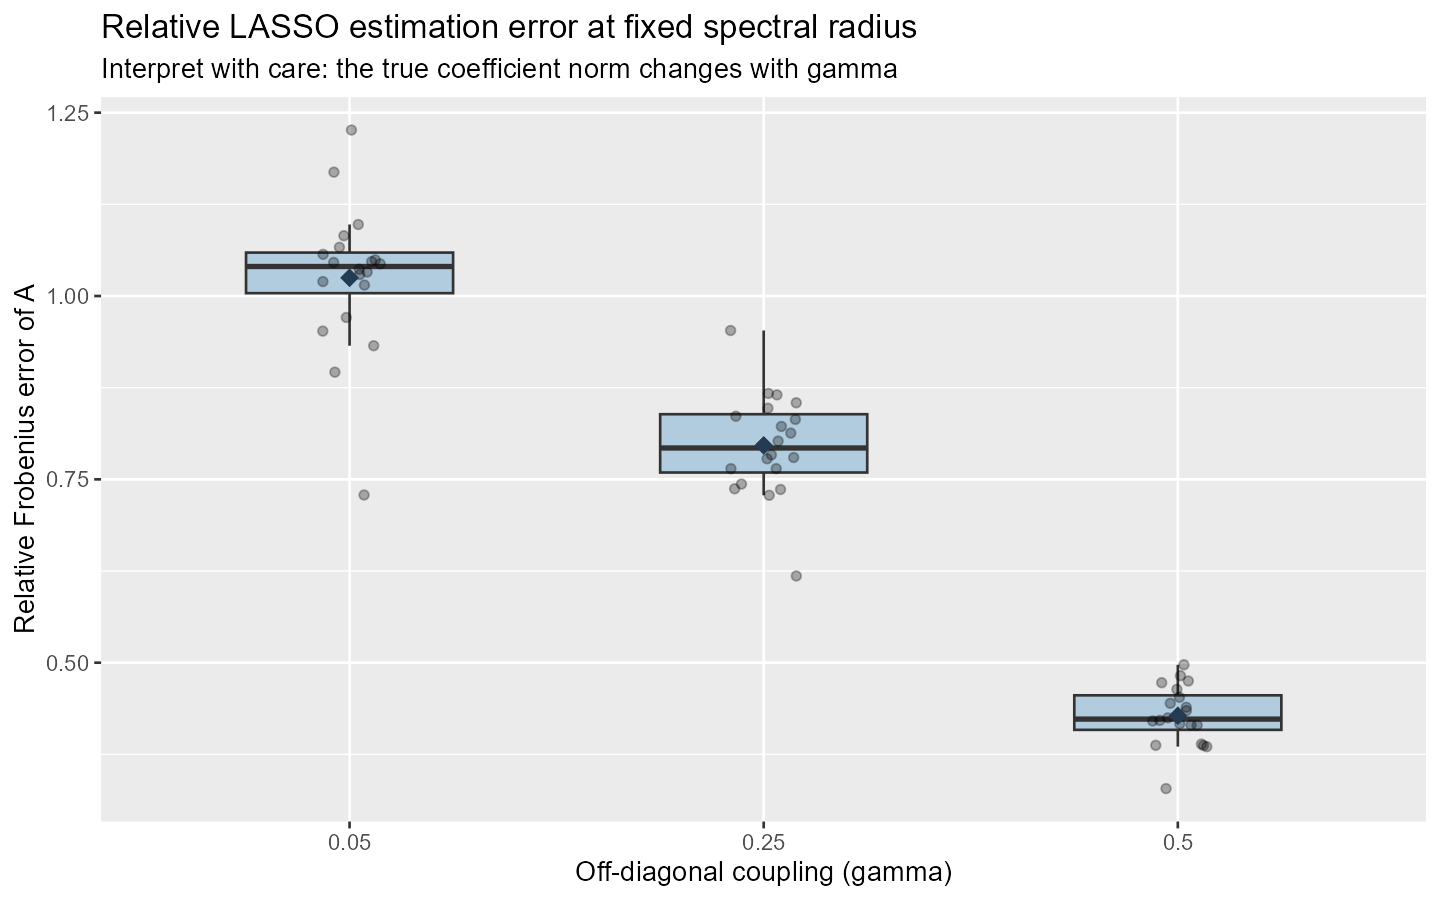 Relative LASSO estimation error at fixed spectral radius
Interpret with care: the true coefficient norm changes with gamma
Relative Frobenius error of A
1.25
1.00
0.75
0.50
0.05
0.25
0.5
Off-diagonal coupling (gamma)